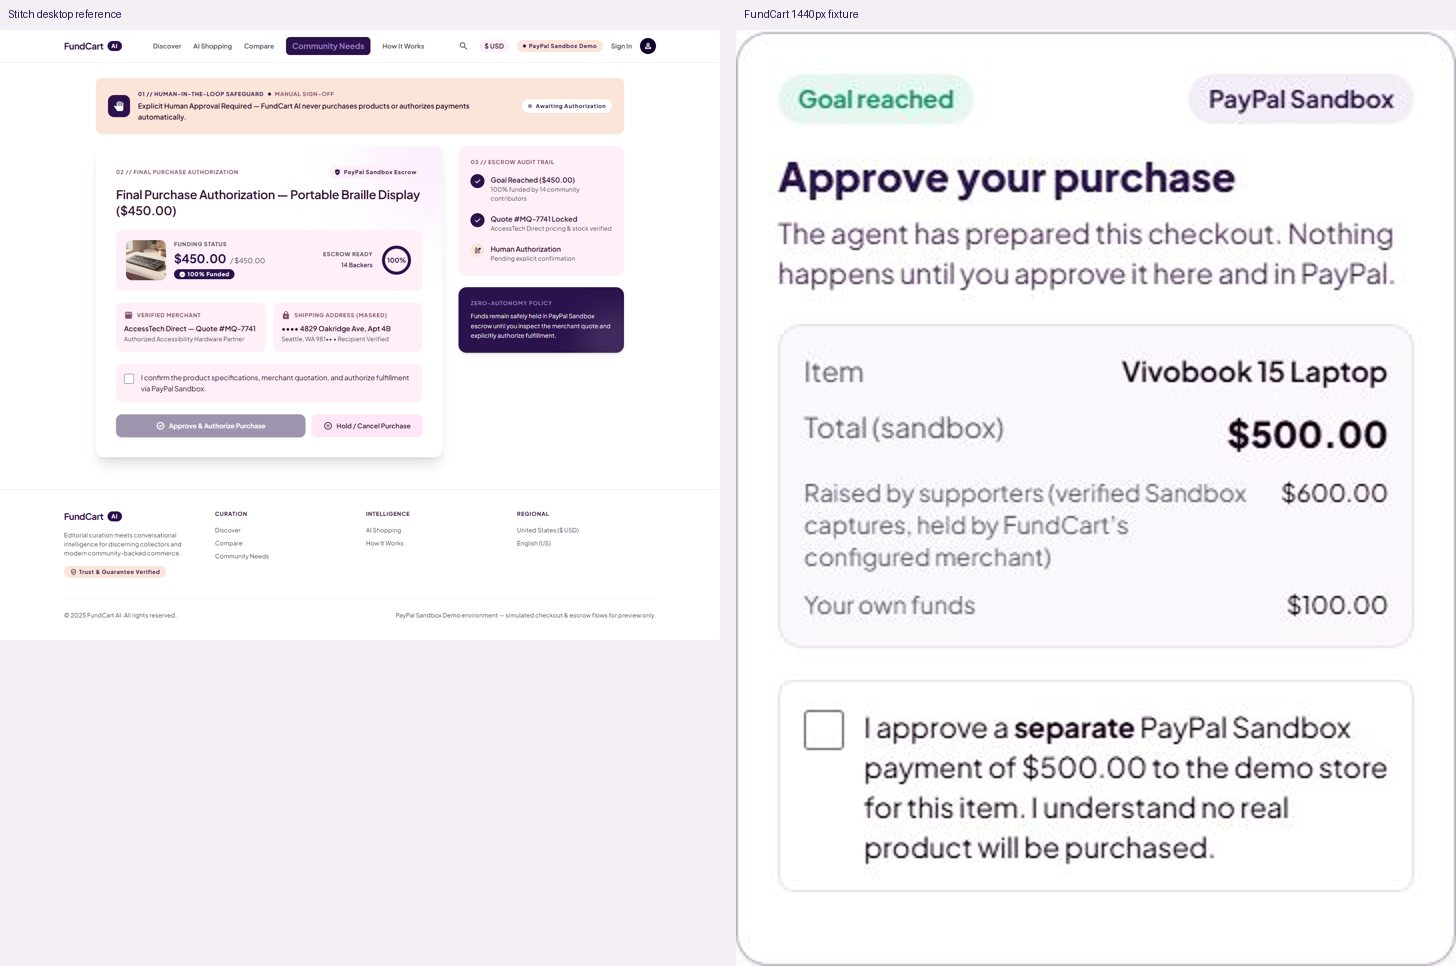 Stitch desktop reference
FundCart AI
Discover
AI Shopping
Compare
Community Needs
How It Works
$ USD
PayPal Sandbox Demo
Sign In
01 // HUMAN-IN-THE-LOOP SAFEGUARD • MANUAL SIGN-OFF
Explicit Human Approval Required — FundCart AI never purchases products or authorizes payments
automatically.
Awaiting Authorization
02 // FINAL PURCHASE AUTHORIZATION
PayPal Sandbox Escrow
Final Purchase Authorization — Portable Braille Display
($450.00)
FUNDING STATUS
$450.00 / $450.00
100% Funded
ESCROW READY
14 Backers
100%
VERIFIED MERCHANT
AccessTech Direct — Quote #MQ-7741
Authorized Accessibility Hardware Partner
SHIPPING ADDRESS (MASKED)
•••• 4829 Oakridge Ave, Apt 4B
Seattle, WA 981•• • Recipient Verified
I confirm the product specifications, merchant quotation, and authorize fulfillment
via PayPal Sandbox.
Approve & Authorize Purchase
Hold / Cancel Purchase
03 // ESCROW AUDIT TRAIL
Goal Reached ($450.00)
100% funded by 14 community
contributors
Quote #MQ-7741 Locked
AccessTech Direct pricing & stock verified
Human Authorization
Pending explicit confirmation
ZERO-AUTONOMY POLICY
Funds remain safely held in PayPal Sandbox
escrow until you inspect the merchant quote and
explicitly authorize fulfillment.
FundCart AI
Editorial curation meets conversational
intelligence for discerning collectors and
modern community-backed commerce.
Trust & Guarantee Verified
CURATION
Discover
Compare
Community Needs
INTELLIGENCE
AI Shopping
How It Works
REGIONAL
United States ($ USD)
English (US)
© 2025 FundCart AI. All rights reserved.
PayPal Sandbox Demo environment — simulated checkout & escrow flows for preview only.
FundCart 1440px fixture
Goal reached
PayPal Sandbox
Approve your purchase
The agent has prepared this checkout. Nothing
happens until you approve it here and in PayPal.
Item
Vivobook 15 Laptop
Total (sandbox)
$500.00
Raised by supporters (verified Sandbox
captures, held by FundCart's
configured merchant)
$600.00
Your own funds
$100.00
I approve a separate PayPal Sandbox
payment of $500.00 to the demo store
for this item. I understand no real
product will be purchased.